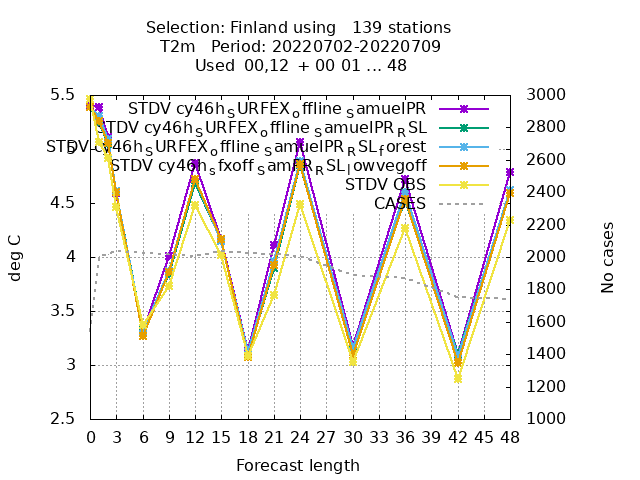 Selection: Finland using   139 stations
T2m   Period: 20220702-20220709
Used  00,12  + 00 01 ... 48
STDV cy46h_SURFEX_offline_SamuelPR
STDV cy46h_SURFEX_offline_SamuelPR_RSL
STDV cy46h_SURFEX_offline_SamuelPR_RSL_forest
STDV cy46h_sfxoff_SamPR_RSL_lowvegoff
STDV OBS
CASES
5.5
5
4.5
4
3.5
3
2.5
deg C
3000
2800
2600
2400
2200
2000
1800
1600
1400
1200
1000
No cases
0 3 6 9 12 15 18 21 24 27 30 33 36 39 42 45 48
Forecast length